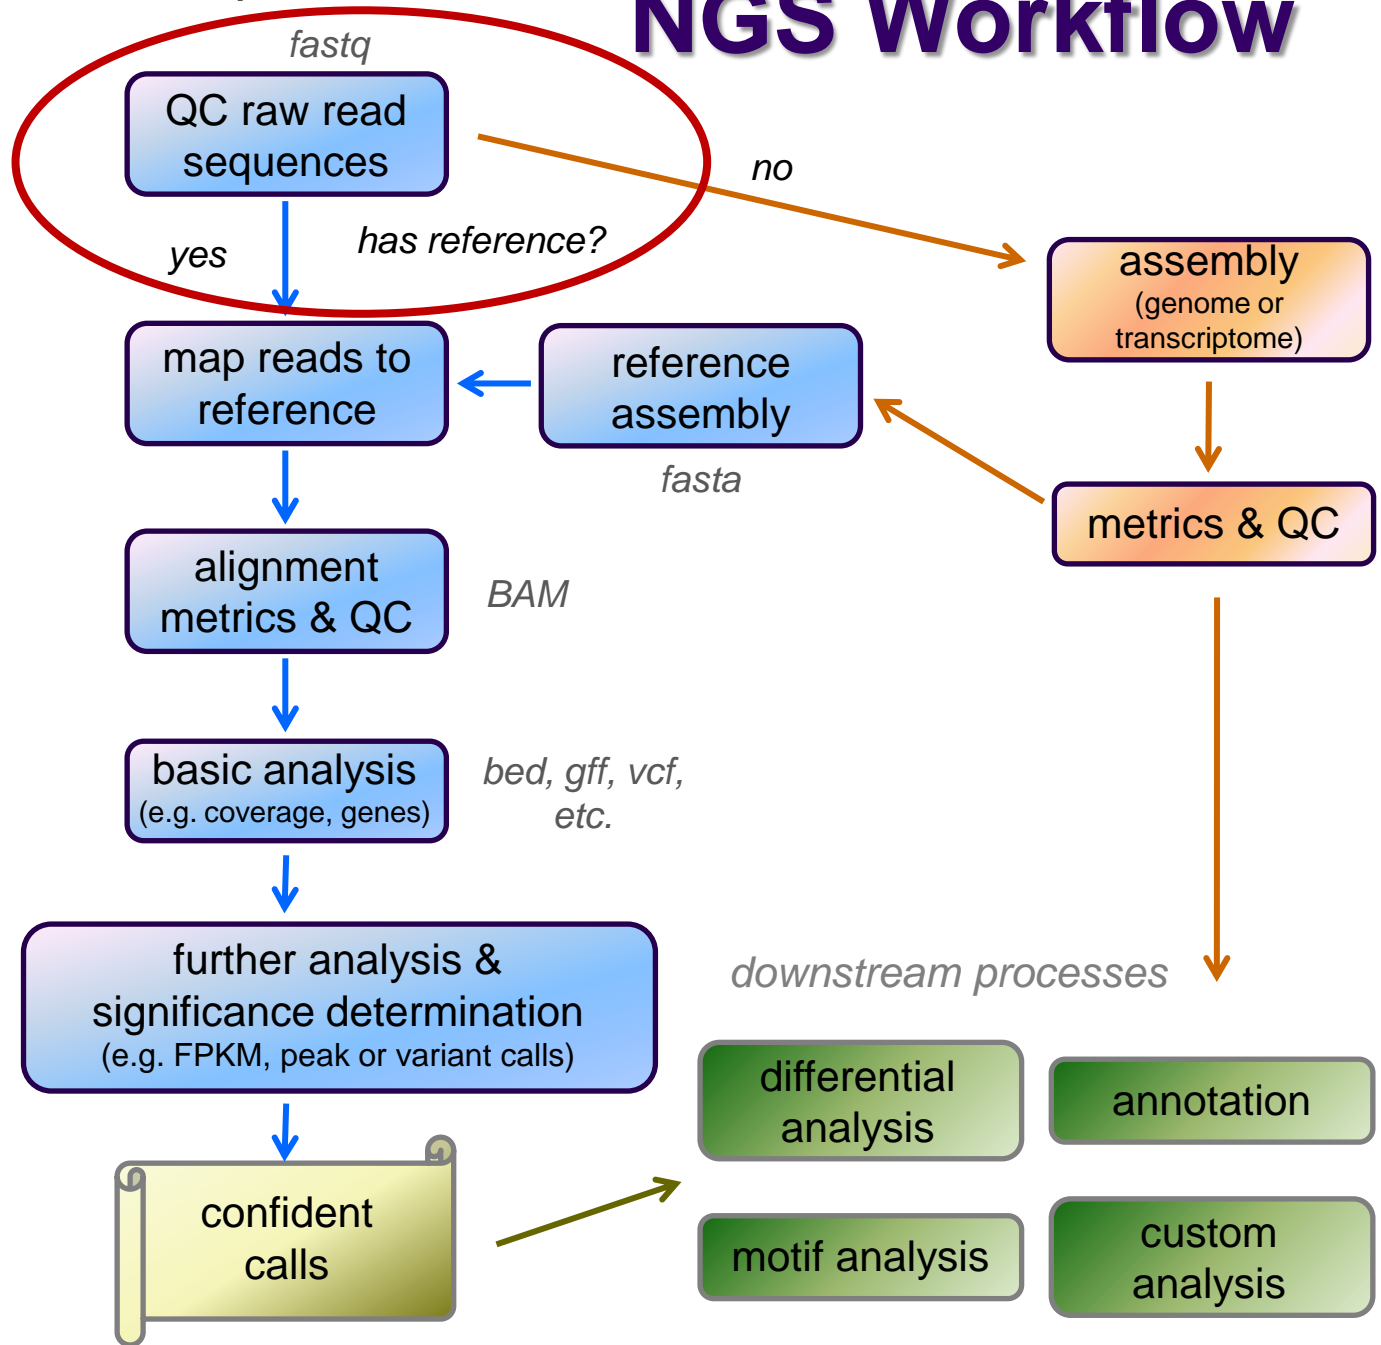 NGS Workflow
fastq
QC raw read
sequences
no
yes
has reference?
assembly
(genome or
transcriptome)
map reads to
reference
reference
assembly
fasta
metrics & QC
alignment
metrics & QC
BAM
basic analysis
(e.g. coverage, genes)
bed, gff, vcf,
etc.
further analysis &
significance determination
(e.g. FPKM, peak or variant calls)
downstream processes
differential
analysis
annotation
confident
calls
motif analysis
custom
analysis